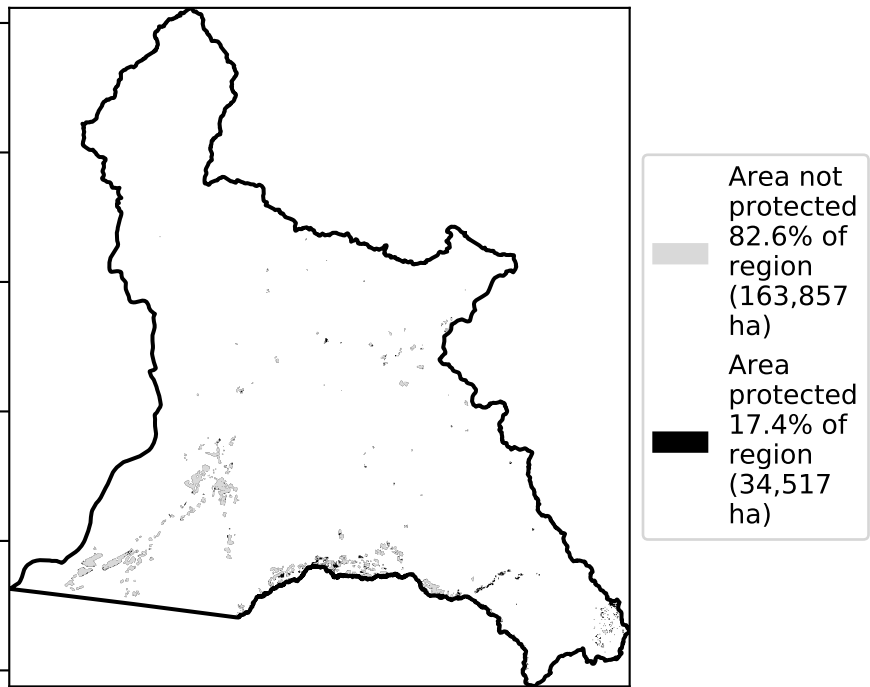 Area not
protected
82.6% of
region
(163,857
ha)
Area
protected
17.4% of
region
(34,517
ha)